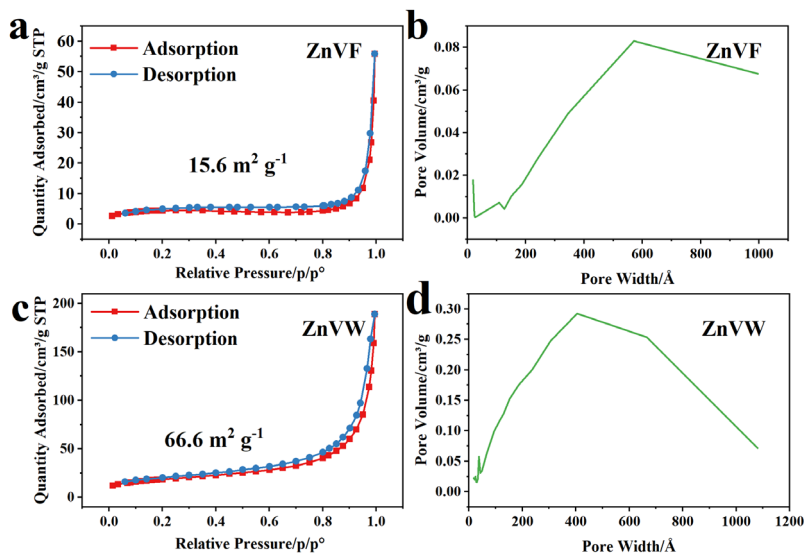 a
ZnVF
Adsorption
Desorption
15.6 m² g⁻¹
Quantity Adsorbed/cm³/g STP
60
50
40
30
20
10
0
0.0 0.2 0.4 0.6 0.8 1.0
Relative Pressure/p/p°
b
ZnVF
Pore Volume/cm³/g
0.08
0.06
0.04
0.02
0.00
0 200 400 600 800 1000
Pore Width/Å
c
ZnVW
Adsorption
Desorption
66.6 m² g⁻¹
Quantity Adsorbed/cm³/g STP
200
150
100
50
0
0.0 0.2 0.4 0.6 0.8 1.0
Relative Pressure/p/p°
d
ZnVW
Pore Volume/cm³/g
0.30
0.25
0.20
0.15
0.10
0.05
0.00
0 200 400 600 800 1000 1200
Pore Width/Å